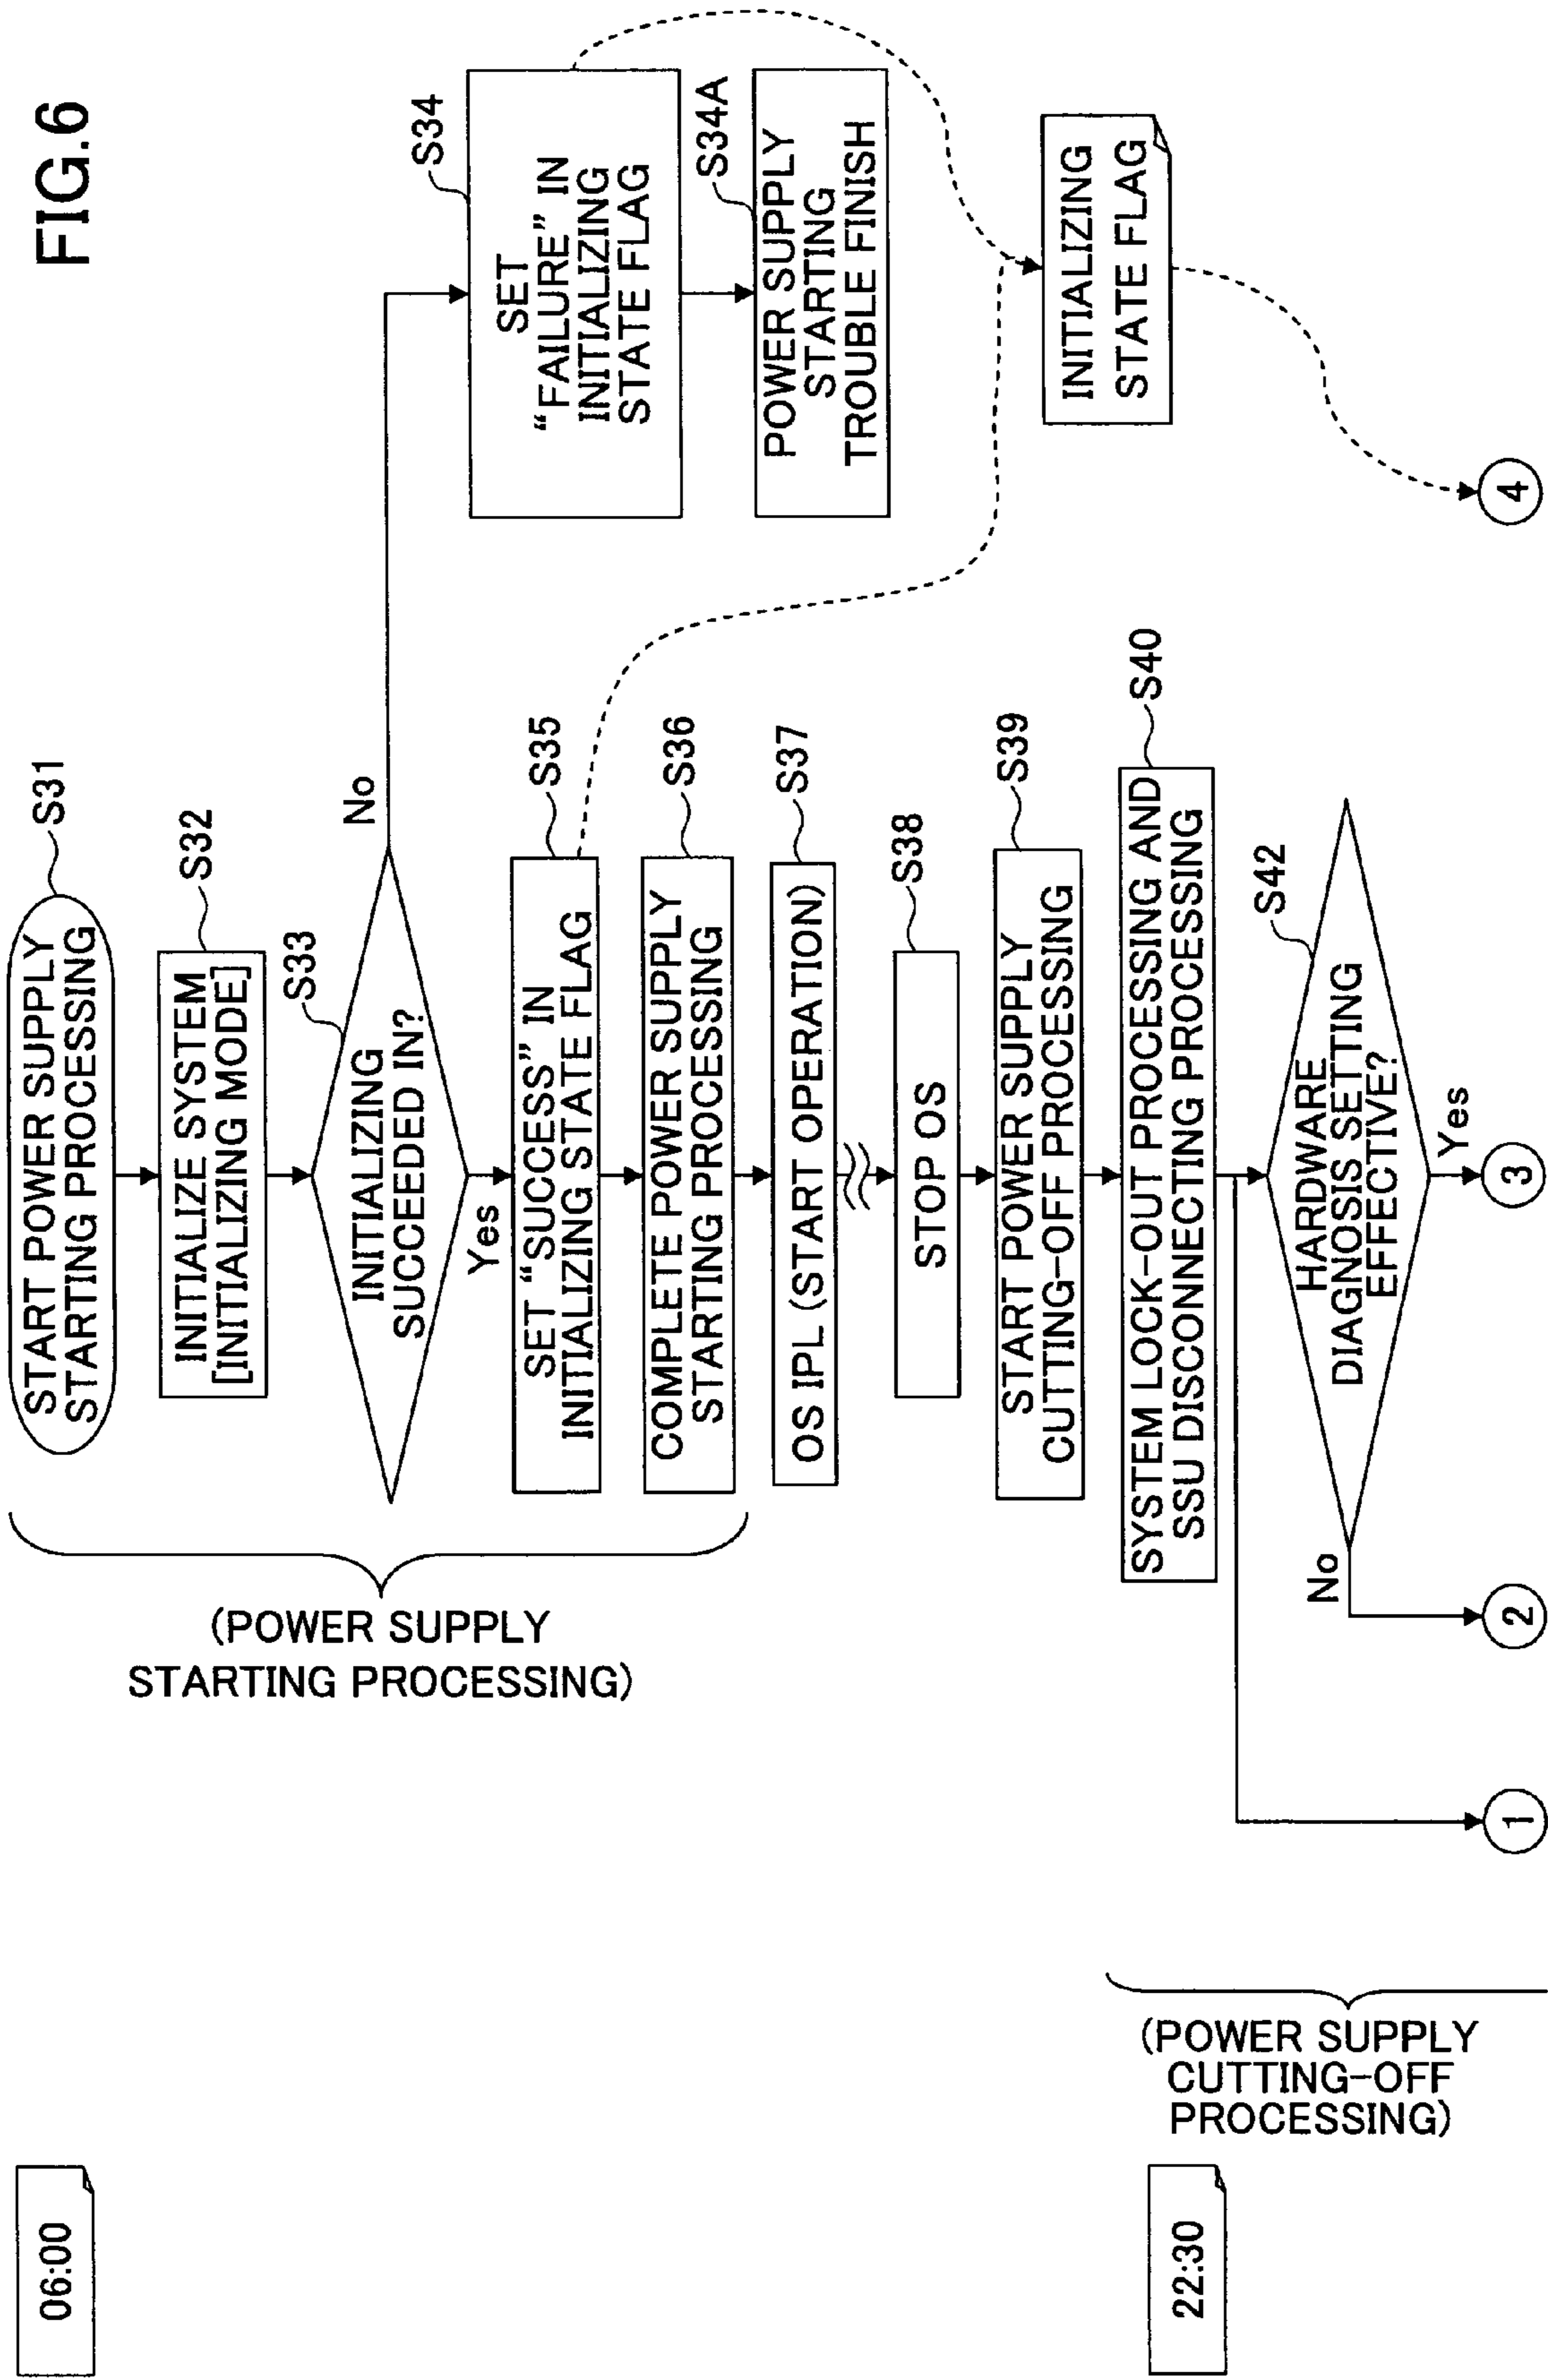 FIG.6
06:00
START POWER SUPPLY
STARTING PROCESSING
S31
INITIALIZE SYSTEM
[INITIALIZING MODE]
S32
INITIALIZING
SUCCEEDED IN?
S33
No
Yes
SET
“FAILURE” IN
INITIALIZING
STATE FLAG
S34
POWER SUPPLY
STARTING
TROUBLE FINISH
S34A
SET “SUCCESS” IN
INITIALIZING STATE FLAG
S35
COMPLETE POWER SUPPLY
STARTING PROCESSING
S36
(POWER SUPPLY
STARTING PROCESSING)
OS IPL (START OPERATION)
S37
STOP OS
S38
START POWER SUPPLY
CUTTING-OFF PROCESSING
S39
INITIALIZING
STATE FLAG
22:30
(POWER SUPPLY
CUTTING-OFF
PROCESSING)
SYSTEM LOCK-OUT PROCESSING AND
SSU DISCONNECTING PROCESSING
S40
HARDWARE
DIAGNOSIS SETTING
EFFECTIVE?
S42
No
Yes
1
2
3
4